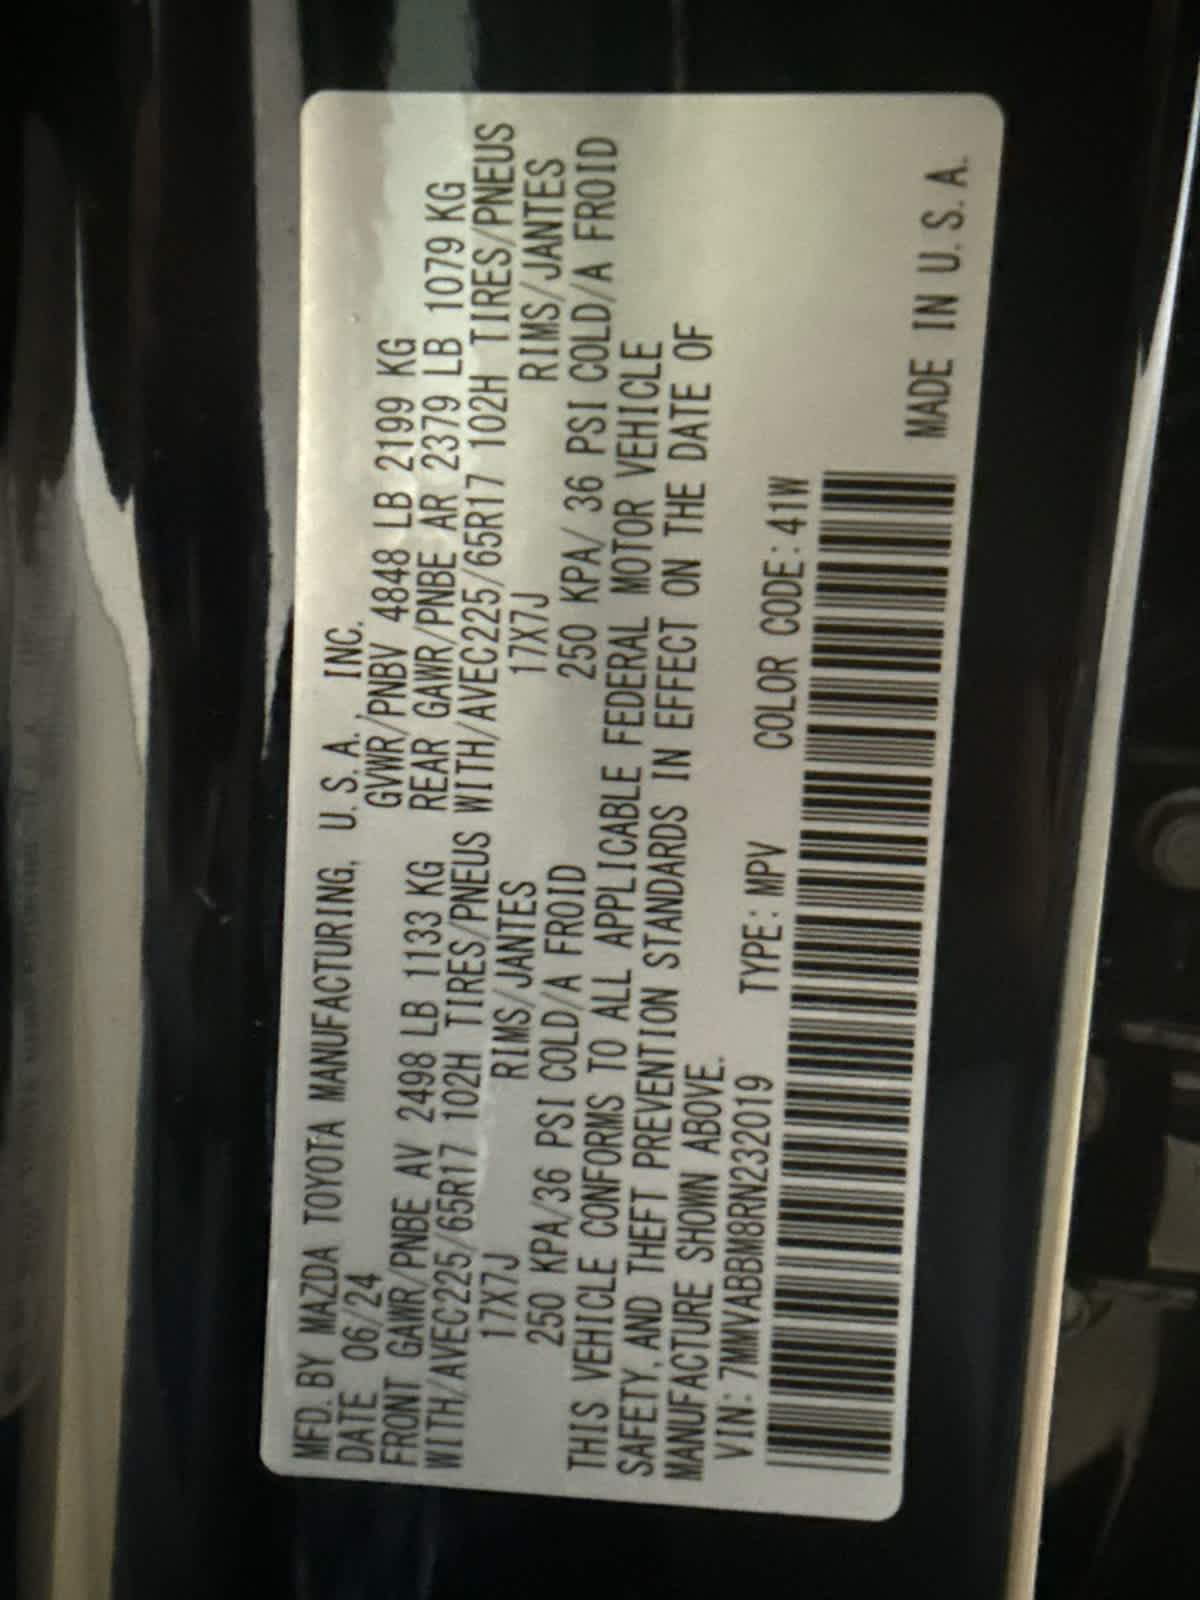 MFD. BY MAZDA TOYOTA MANUFACTURING, U.S.A. INC.
DATE 06/24 GVWR/PNBV 4848 LB 2199 KG
FRONT GAWR/PNBE AV 2498 LB 1133 KG REAR GAWR/PNBE AR 2379 LB 1079 KG
WITH/AVEC225/65R17 102H TIRES/PNEUS WITH/AVEC225/65R17 102H TIRES/PNEUS
17X7J RIMS/JANTES 17X7J RIMS/JANTES
250 KPA/36 PSI COLD/A FROID 250 KPA/ 36 PSI COLD/A FROID
THIS VEHICLE CONFORMS TO ALL APPLICABLE FEDERAL MOTOR VEHICLE
SAFETY, AND THEFT PREVENTION STANDARDS IN EFFECT ON THE DATE OF
MANUFACTURE SHOWN ABOVE.
VIN: 7MMVABBM8RN232019 TYPE: MPV COLOR CODE: 41W
MADE IN U.S.A.